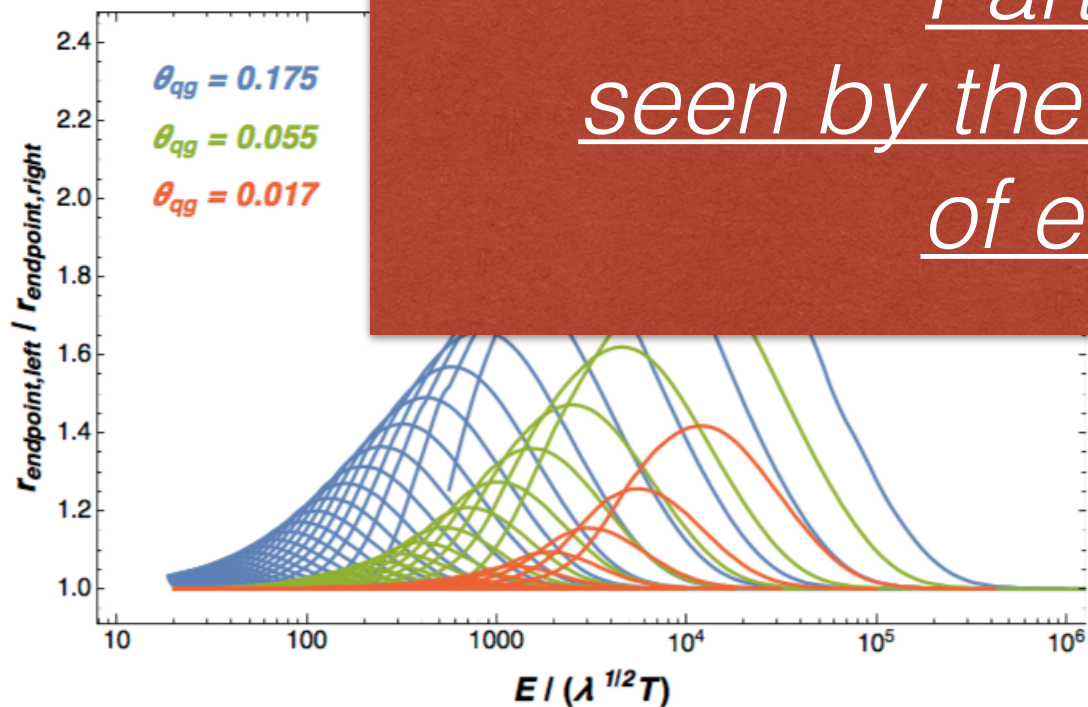 seen by the
of e
2.4
2.2
2.0
1.8
1.6
1.4
1.2
1.0
θqg = 0.175
θqg = 0.055
θqg = 0.017
r endpoint,left / r endpoint,right
10 100 1000 10⁴ 10⁵ 10⁶
E / (λ ^1/2 T)